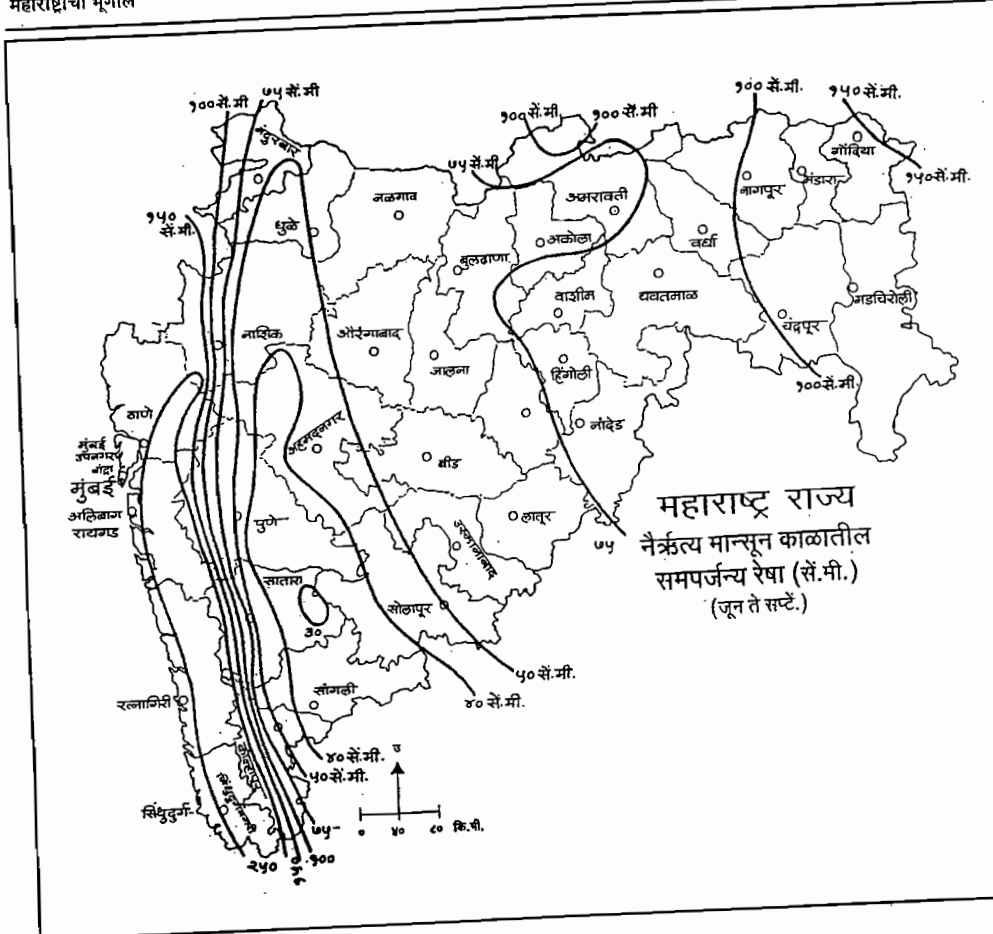 महाराष्ट्राचा भूगोल
१०० सें.मी
७५ सें.मी
१०० सें.मी.
१०० सें.मी
१०० सें.मी.
१५० सें.मी.
नंदुरबार
गोंदिया
७५ सें.मी
१५० सें.मी.
नागपूर
भंडारा
जळगाव
अमरावती
१५०
सें.मी.
धुळे
अकोला
वर्धा
बुलढाणा
वाशीम
यवतमाळ
गडचिरोली
नाशिक
औरंगाबाद
चंद्रपूर
जालना
हिंगोली
१०० सें.मी.
ठाणे
अहमदनगर
नांदेड
मुंबई
उपनगर
बांद्रा
बीड
मुंबई
अलिबाग
रायगड
पुणे
लातूर
उस्मानाबाद
७५
महाराष्ट्र राज्य
नैर्ऋत्य मान्सून काळातील
समपर्जन्य रेषा (सें.मी.)
(जून ते सप्टें.)
सातारा
३०
सोलापूर
५० सें.मी.
४० सें.मी.
सांगली
रत्नागिरी
४० सें.मी.
उ
५० सें.मी.
कोल्हापूर
सिंधुदुर्ग
७५
० ४० ८० कि.मी.
१००
२५०